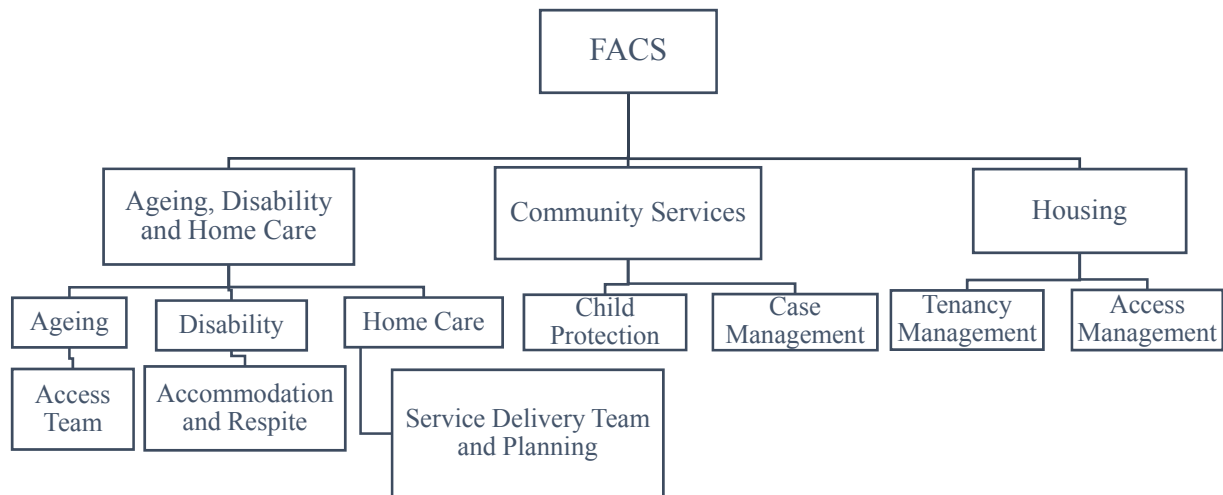 FACS
Ageing, Disability
and Home Care
Community Services
Housing
Ageing
Disability
Home Care
Child
Protection
Case
Management
Tenancy
Management
Access
Management
Access
Team
Accommodation
and Respite
Service Delivery Team
and Planning